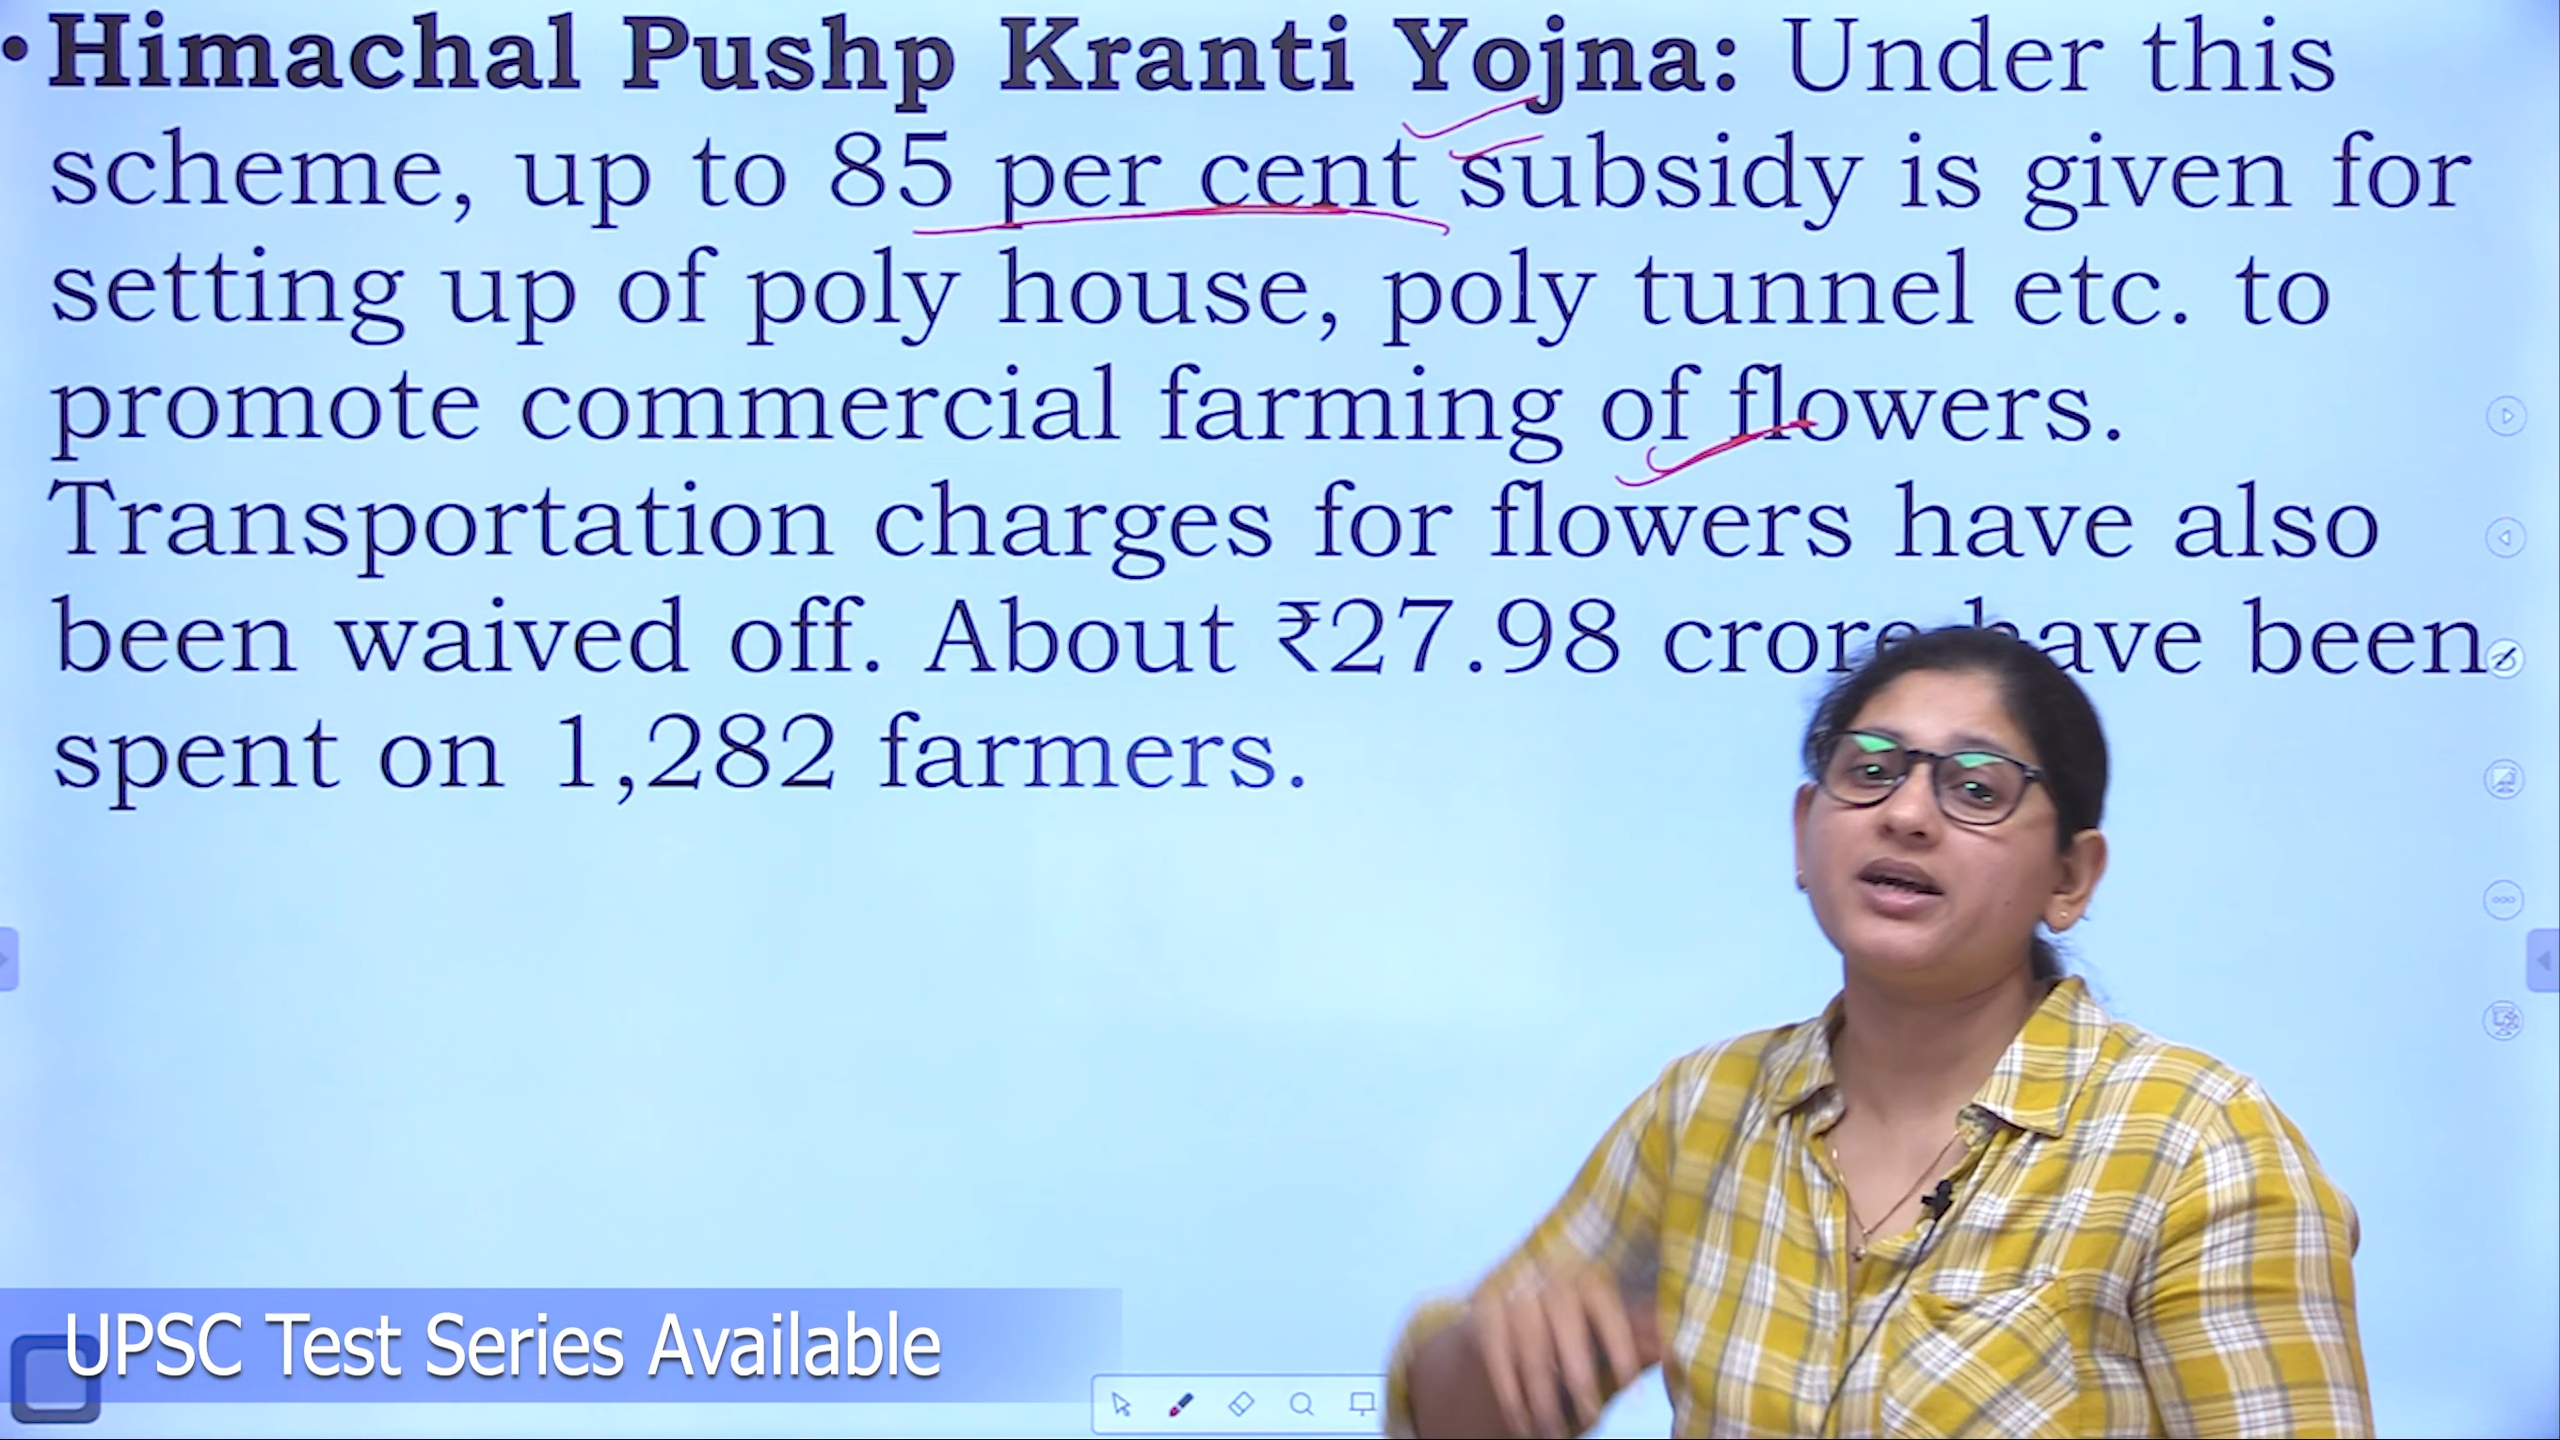 • Himachal Pushp Kranti Yojna: Under this
scheme, up to 85 per cent subsidy is given for
setting up of poly house, poly tunnel etc. to
promote commercial farming of flowers.
Transportation charges for flowers have also
been waived off. About ₹27.98 crore have been
spent on 1,282 farmers.
UPSC Test Series Available